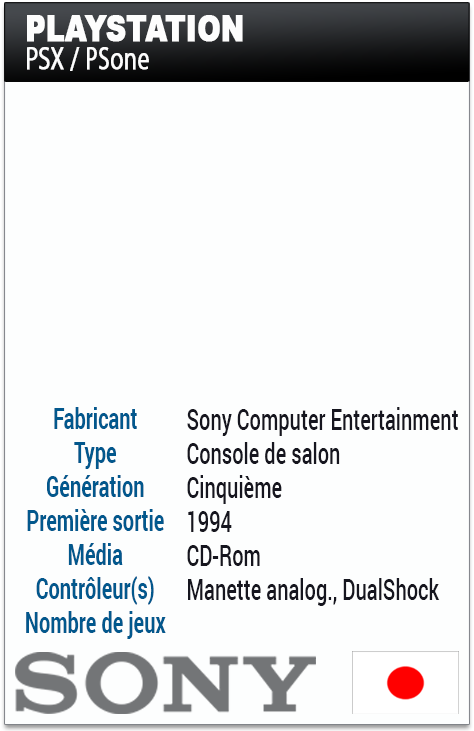 PLAYSTATION
PSX / PSone
Fabricant Sony Computer Entertainment
Type Console de salon
Génération Cinquième
Première sortie 1994
Média CD-Rom
Contrôleur(s) Manette analog., DualShock
Nombre de jeux
SONY